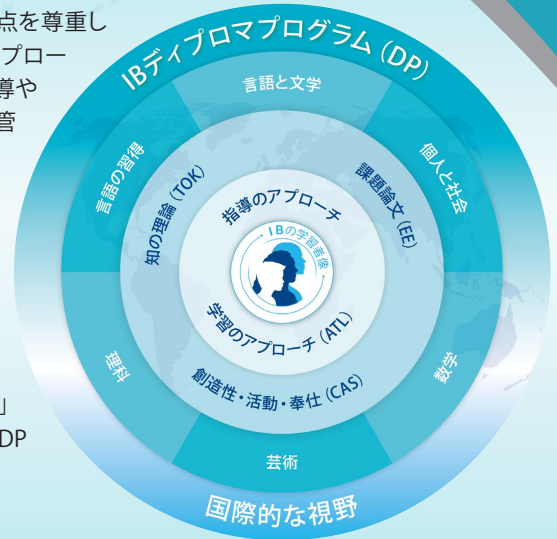 点を尊重し
プロー
導や
管
」
DP
IBディプロマプログラム（DP）
言語と文学
言語の習得
個人と社会
理科
数学
芸術
知の理論（TOK）
課題論文（EE）
創造性・活動・奉仕（CAS）
指導のアプローチ
学習のアプローチ（ATL）
IBの学習者像
国際的な視野